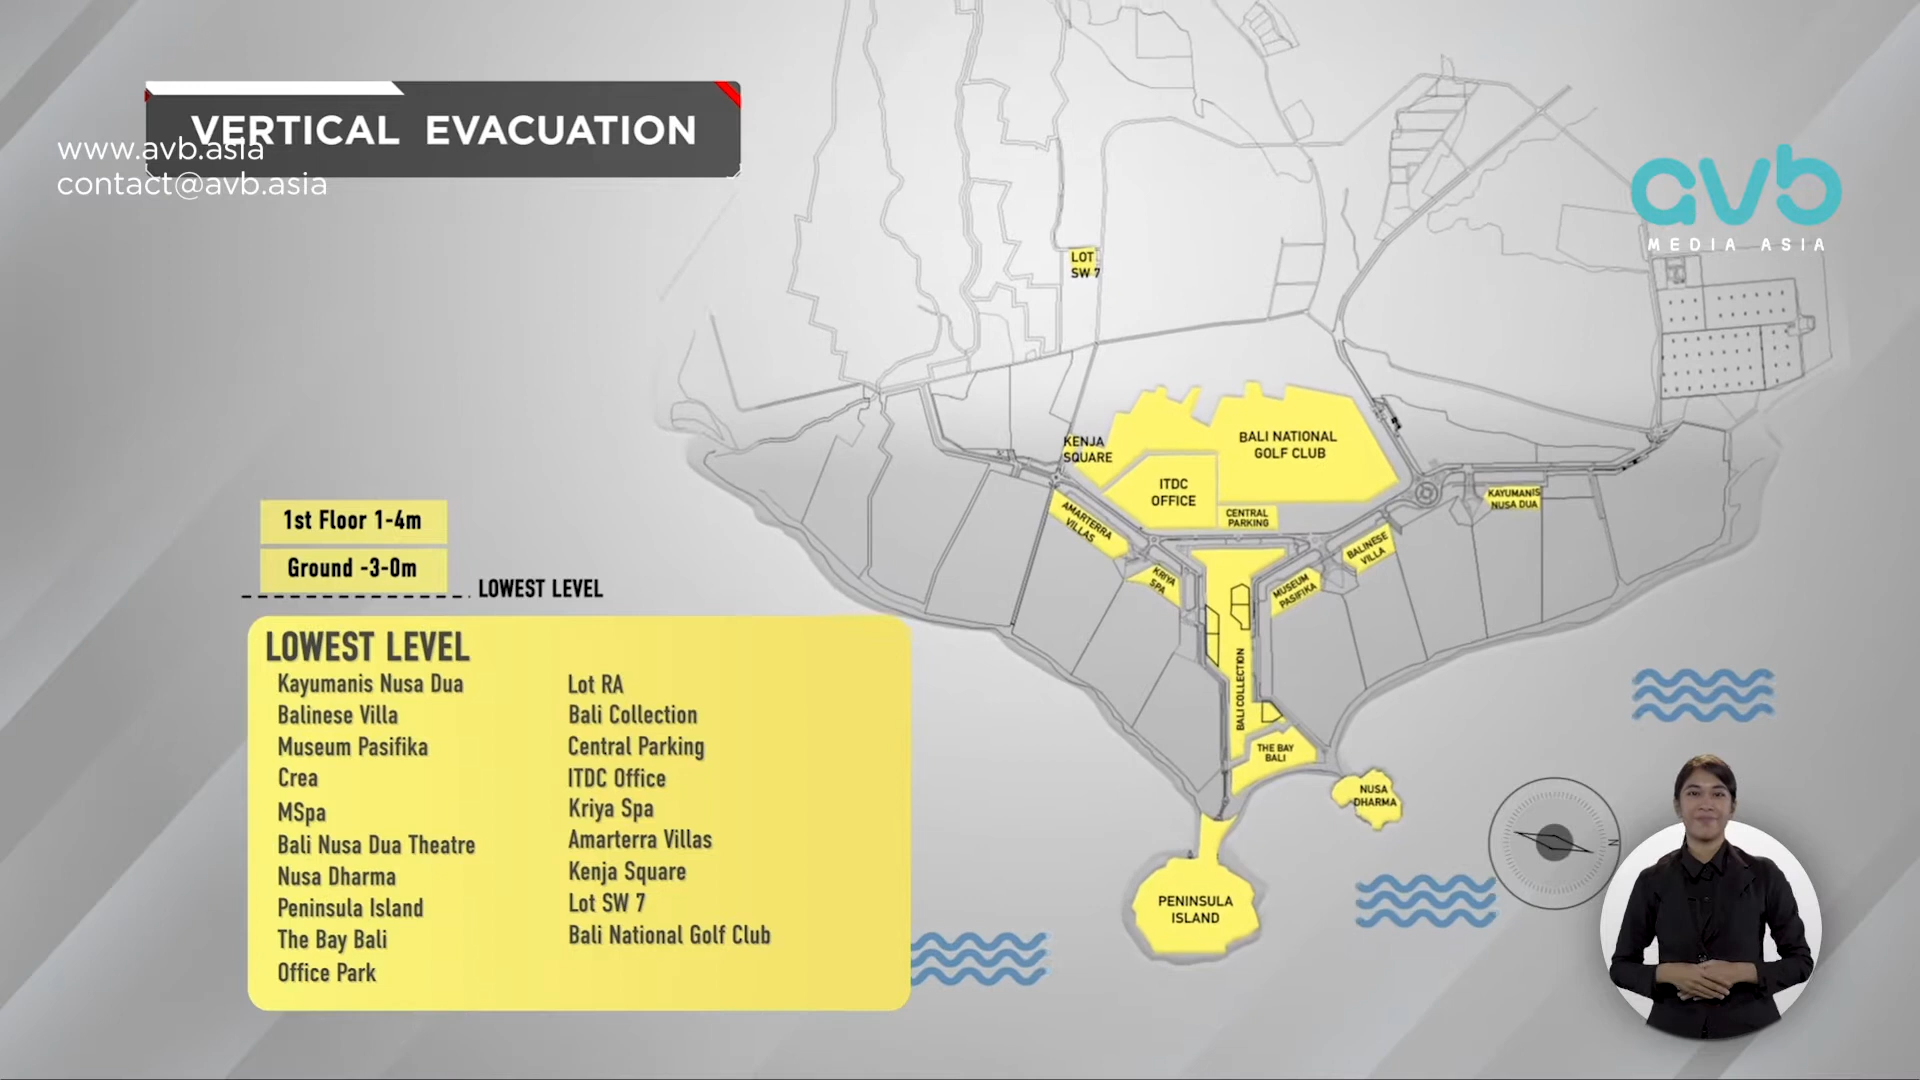 VERTICAL EVACUATION
www.avb.asia
contact@avb.asia
avb
MEDIA ASIA
LOT
SW 7
KENJA
SQUARE
BALI NATIONAL
GOLF CLUB
ITDC
OFFICE
CENTRAL
PARKING
KAYUMANIS
NUSA DUA
AMARTERRA
VILLAS
BALINESE
VILLA
KRIYA
SPA
MUSEUM
PASIFIKA
BALI COLLECTION
THE BAY
BALI
NUSA
DHARMA
PENINSULA
ISLAND
N
1st Floor 1-4m
Ground -3-0m
LOWEST LEVEL
LOWEST LEVEL
Kayumanis Nusa Dua
Balinese Villa
Museum Pasifika
Crea
MSpa
Bali Nusa Dua Theatre
Nusa Dharma
Peninsula Island
The Bay Bali
Office Park
Lot RA
Bali Collection
Central Parking
ITDC Office
Kriya Spa
Amarterra Villas
Kenja Square
Lot SW 7
Bali National Golf Club